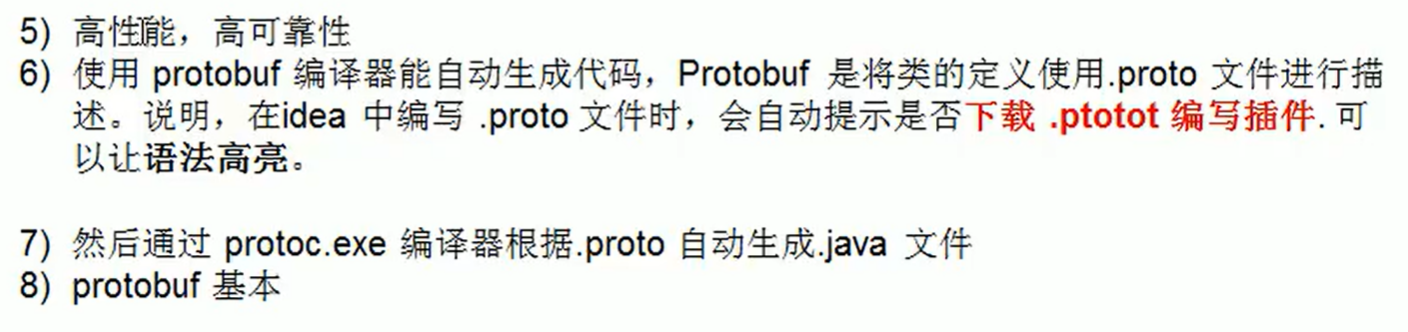 5) 高性能，高可靠性
6) 使用 protobuf 编译器能自动生成代码，Protobuf 是将类的定义使用.proto 文件进行描
述。说明，在idea 中编写 .proto 文件时，会自动提示是否下载 .ptotot 编写插件. 可
以让语法高亮。
7) 然后通过 protoc.exe 编译器根据.proto 自动生成.java 文件
8) protobuf 基本